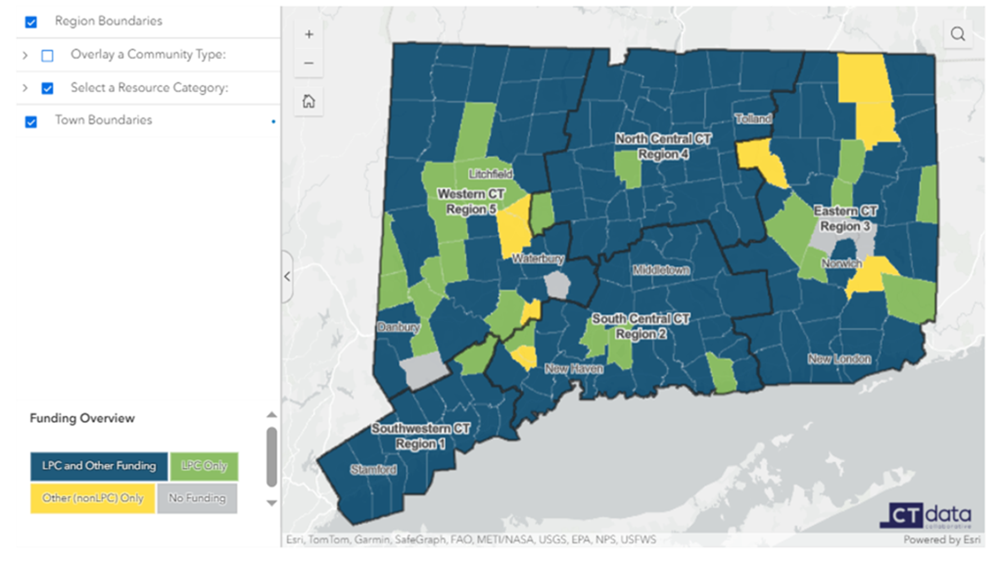 Region Boundaries
Overlay a Community Type:
Select a Resource Category:
Town Boundaries
Funding Overview
LPC and Other Funding
LPC Only
Other (nonLPC) Only
No Funding
Tolland
North Central CT
Region 4
Litchfield
Western CT
Region 5
Eastern CT
Region 3
Waterbury
Norwich
Middletown
Danbury
South Central CT
Region 2
New Haven
New London
Southwestern CT
Region 1
Stamford
CTdata
collaborative
Esri, TomTom, Garmin, SafeGraph, FAO, METI/NASA, USGS, EPA, NPS, USFWS
Powered by Esri